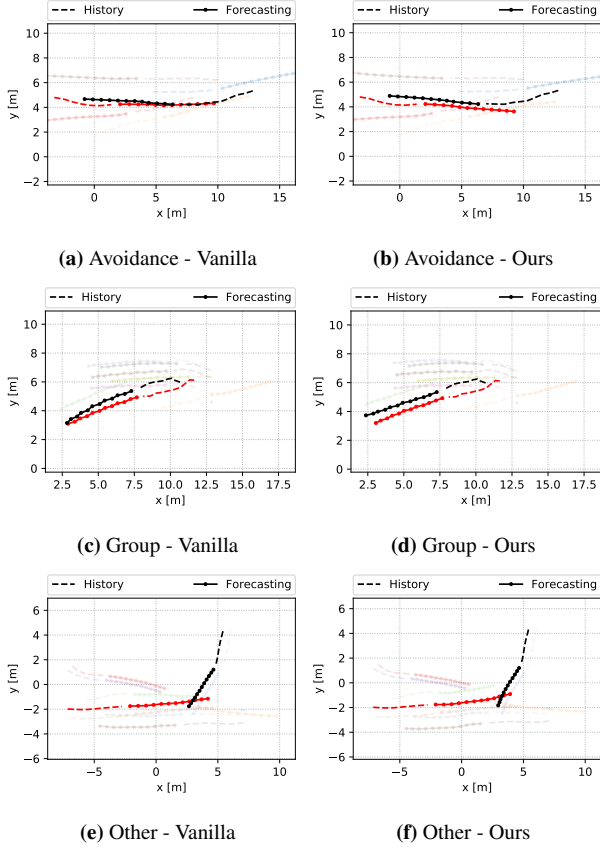 History Forecasting History Forecasting
10 10
8 8
6 6
y [m] 4 y [m] 4
2 2
0 0
−2 −2
0 5 10 15 0 5 10 15
x [m] x [m]
(a) Avoidance - Vanilla (b) Avoidance - Ours
History Forecasting History Forecasting
10 10
8 8
6 6
y [m] 4 y [m] 4
2 2
0 0
2.5 5.0 7.5 10.0 12.5 15.0 17.5 2.5 5.0 7.5 10.0 12.5 15.0 17.5
x [m] x [m]
(c) Group - Vanilla (d) Group - Ours
History Forecasting History Forecasting
6 6
4 4
2 2
y [m] 0 y [m] 0
−2 −2
−4 −4
−6 −6
−5 0 5 10 −5 0 5 10
x [m] x [m]
(e) Other - Vanilla (f) Other - Ours